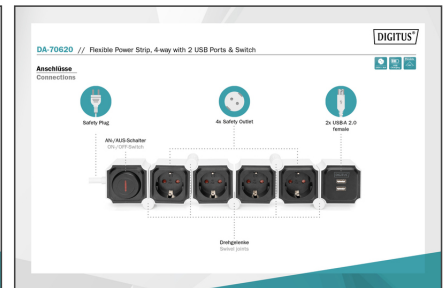 DIGITUS®
DA-70620 // Flexible Power Strip, 4-way with 2 USB Ports & Switch
Anschlüsse
Connections
Safety Plug
4x Safety Outlet
2x USB-A 2.0
female
AN-/AUS-Schalter
ON-/OFF-Switch
Drehgelenke
Swivel joints